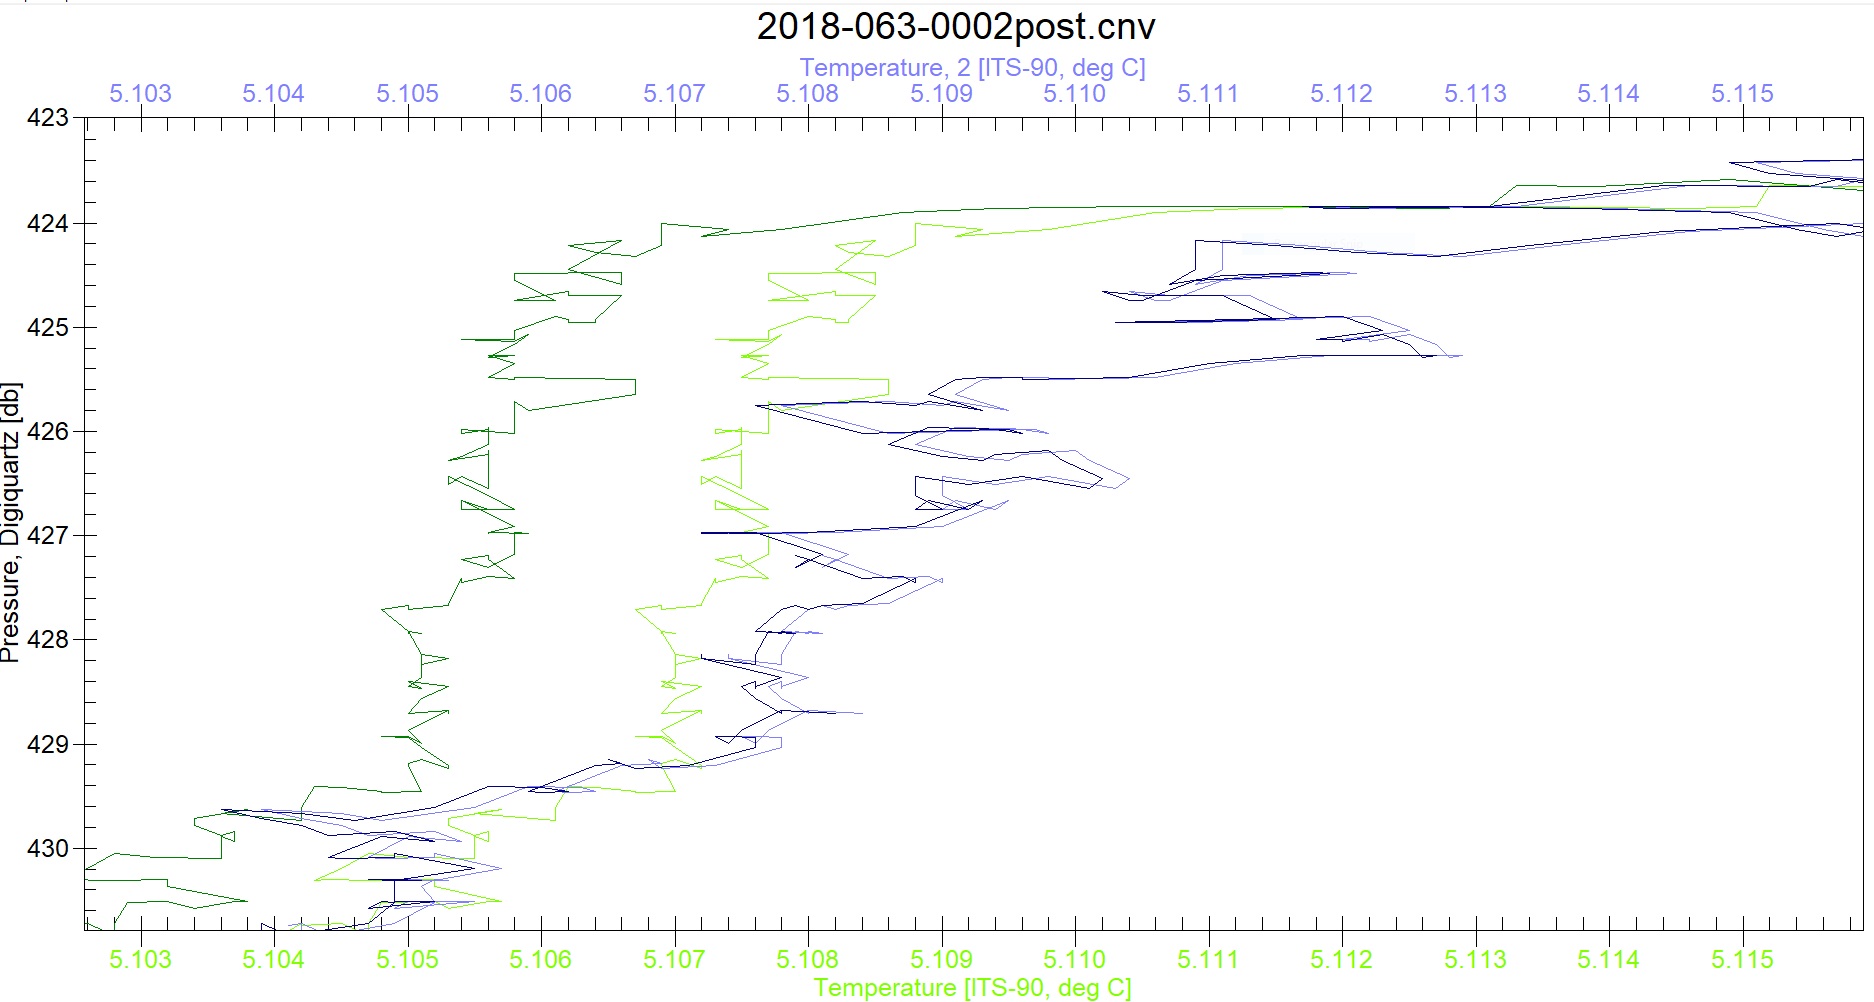 2018-063-0002post.cnv
Temperature, 2 [ITS-90, deg C]
5.103 5.104 5.105 5.106 5.107 5.108 5.109 5.110 5.111 5.112 5.113 5.114 5.115
423
424
425
426
427
428
429
430
Pressure, Digiquartz [db]
5.103 5.104 5.105 5.106 5.107 5.108 5.109 5.110 5.111 5.112 5.113 5.114 5.115
Temperature [ITS-90, deg C]